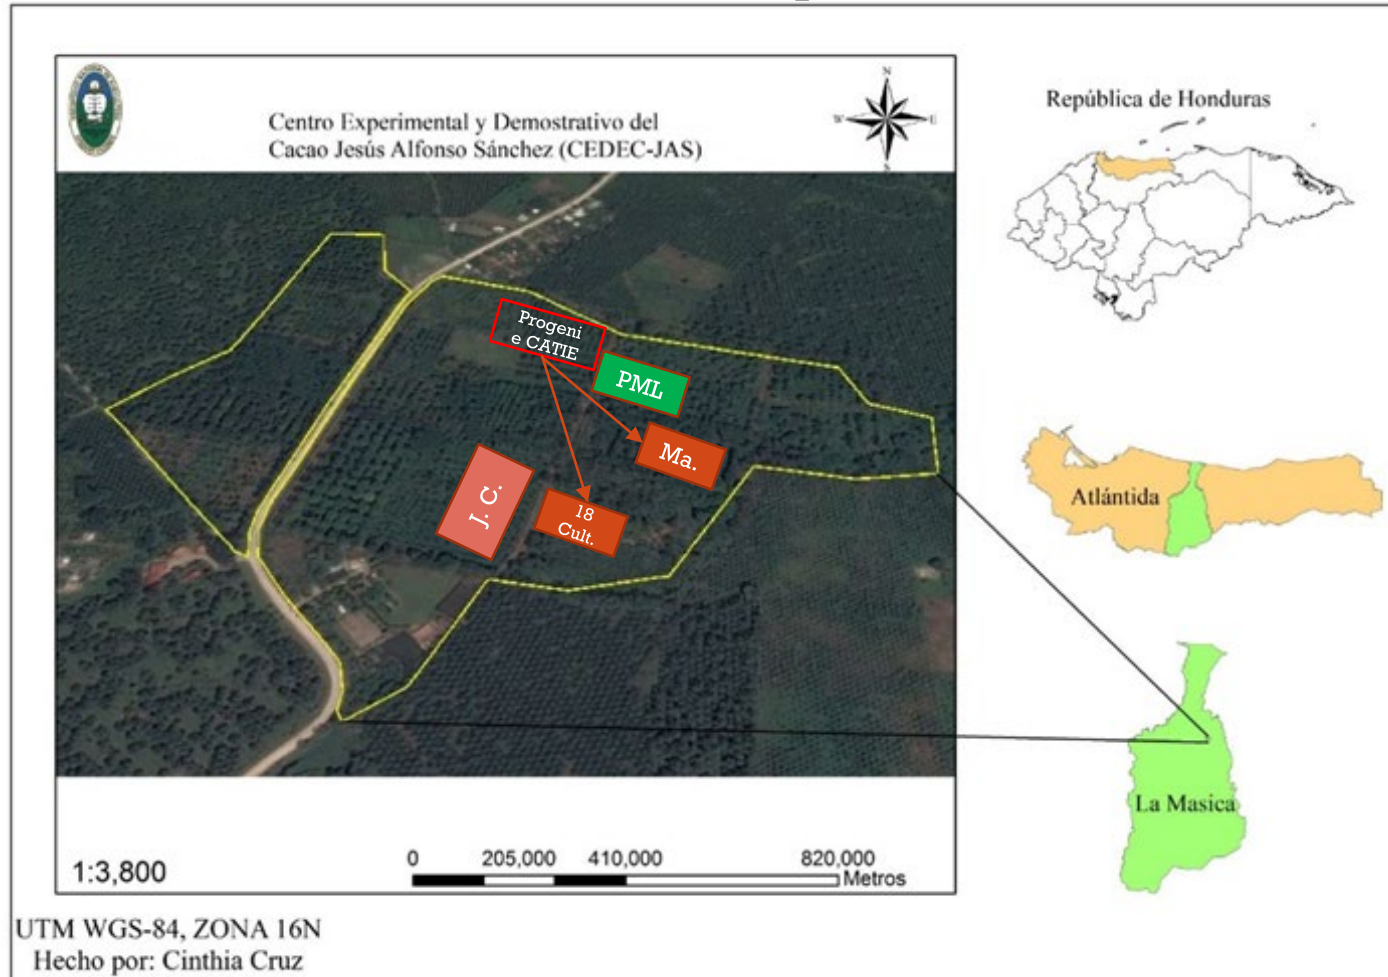 Centro Experimental y Demostrativo del
Cacao Jesús Alfonso Sánchez (CEDEC-JAS)
N
W
E
S
República de Honduras
Progeni
e CATIE
PML
Ma.
J. C.
18
Cult.
Atlántida
La Masica
1:3,800
0 205,000 410,000 820,000
Metros
UTM WGS-84, ZONA 16N
Hecho por: Cinthia Cruz